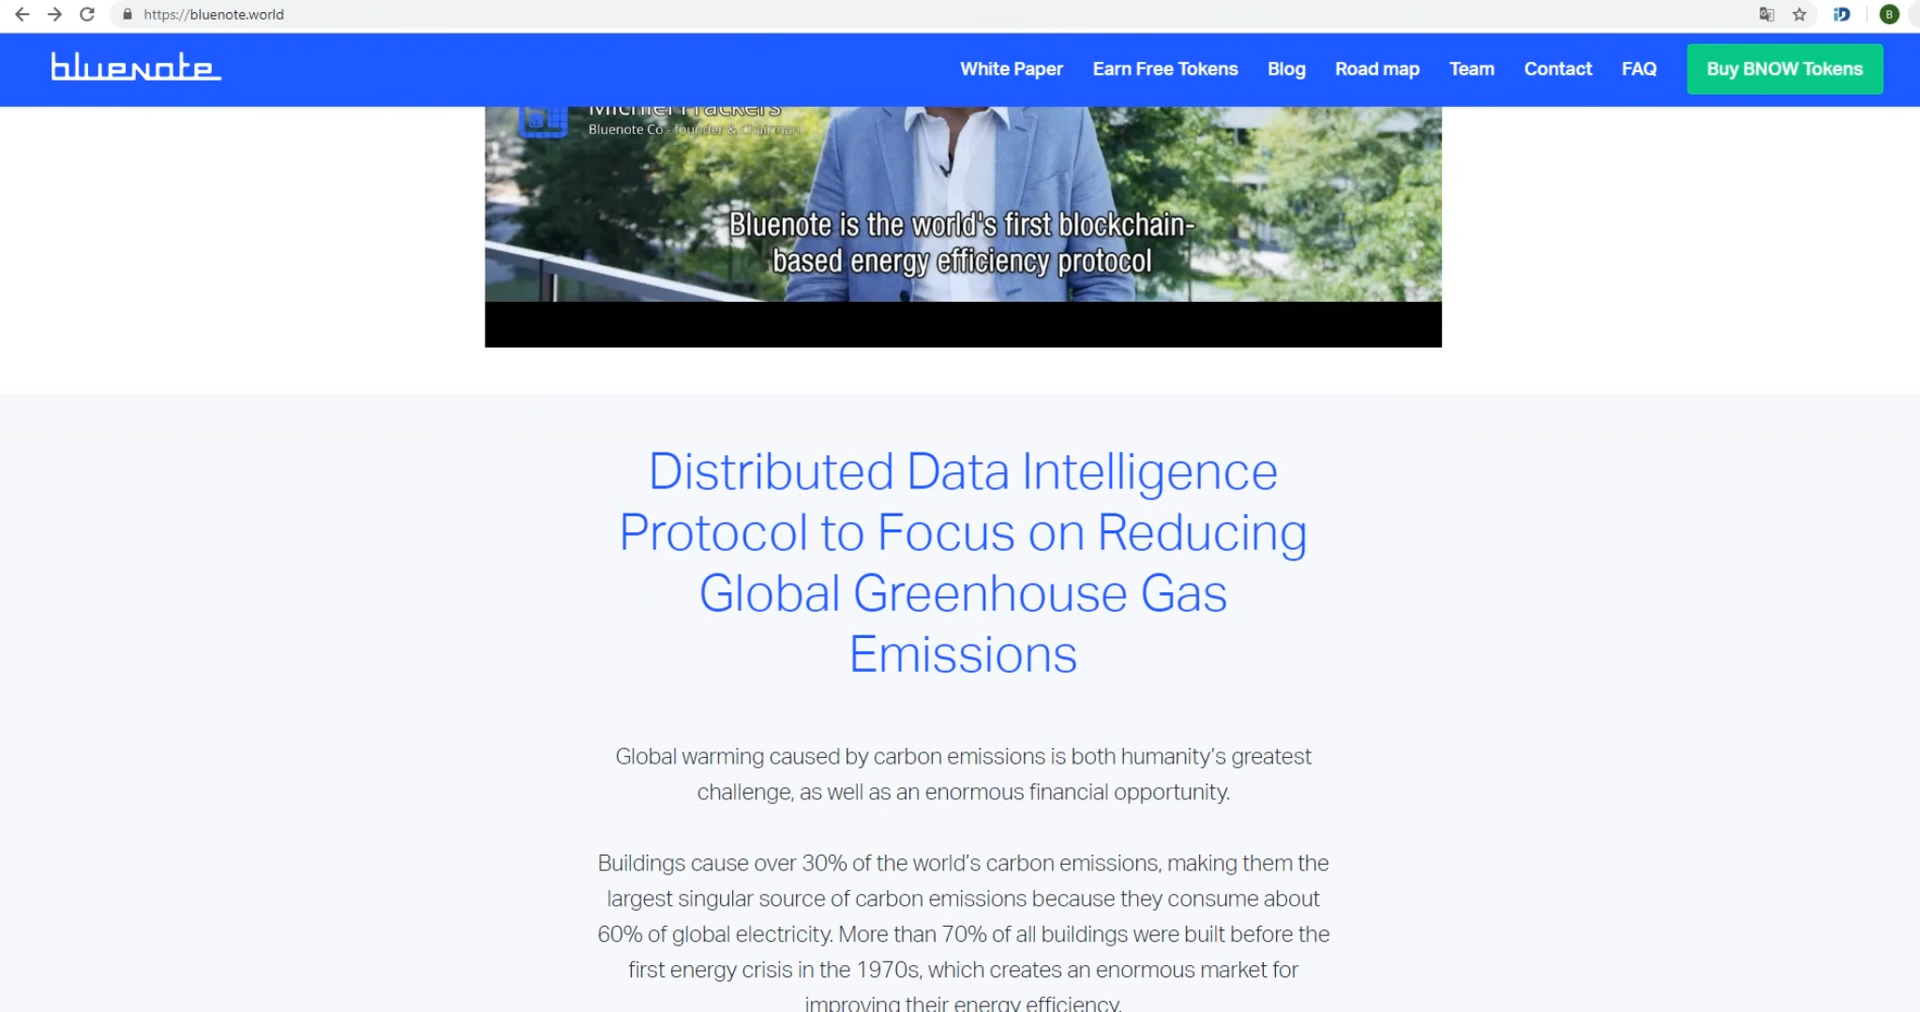 https://bluenote.world
B
bluenote
White Paper
Earn Free Tokens
Blog
Road map
Team
Contact
FAQ
Buy BNOW Tokens
Bluenote Co - founder & Chairman
Bluenote is the world's first blockchain-
based energy efficiency protocol
Distributed Data Intelligence
Protocol to Focus on Reducing
Global Greenhouse Gas
Emissions
Global warming caused by carbon emissions is both humanity’s greatest
challenge, as well as an enormous financial opportunity.
Buildings cause over 30% of the world’s carbon emissions, making them the
largest singular source of carbon emissions because they consume about
60% of global electricity. More than 70% of all buildings were built before the
first energy crisis in the 1970s, which creates an enormous market for
improving their energy efficiency.